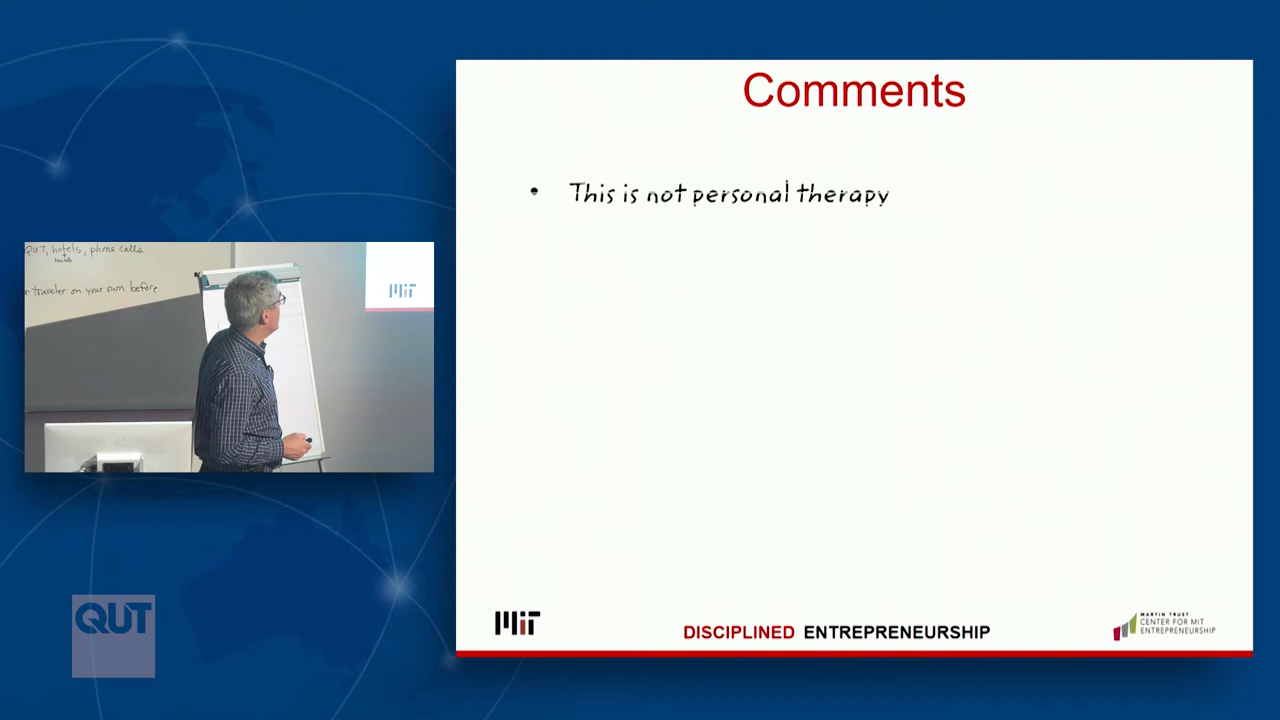 Comments
• This is not personal therapy
QUT, hotels, phone calls
traveler on your own before
MIT
QUT
MIT
DISCIPLINED ENTREPRENEURSHIP
MARTIN TRUST
CENTER FOR MIT
ENTREPRENEURSHIP